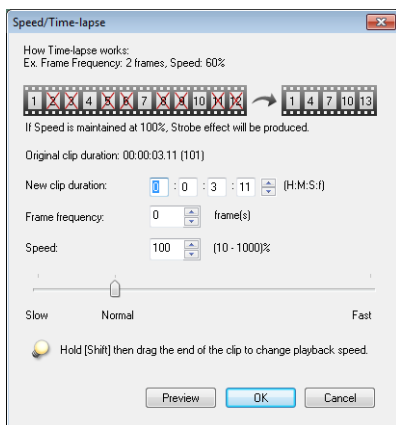 Speed/Time-lapse
How Time-lapse works:
Ex. Frame Frequency: 2 frames, Speed: 60%
1 2 3 4 5 6 7 8 9 10 11 12 1 4 7 10 13
If Speed is maintained at 100%, Strobe effect will be produced.
Original clip duration: 00:00:03.11 (101)
New clip duration: 0 : 0 : 3 : 11 (H:M:S:f)
Frame frequency: 0 frame(s)
Speed: 100 (10 - 1000)%
Slow Normal Fast
Hold [Shift] then drag the end of the clip to change playback speed.
Preview OK Cancel